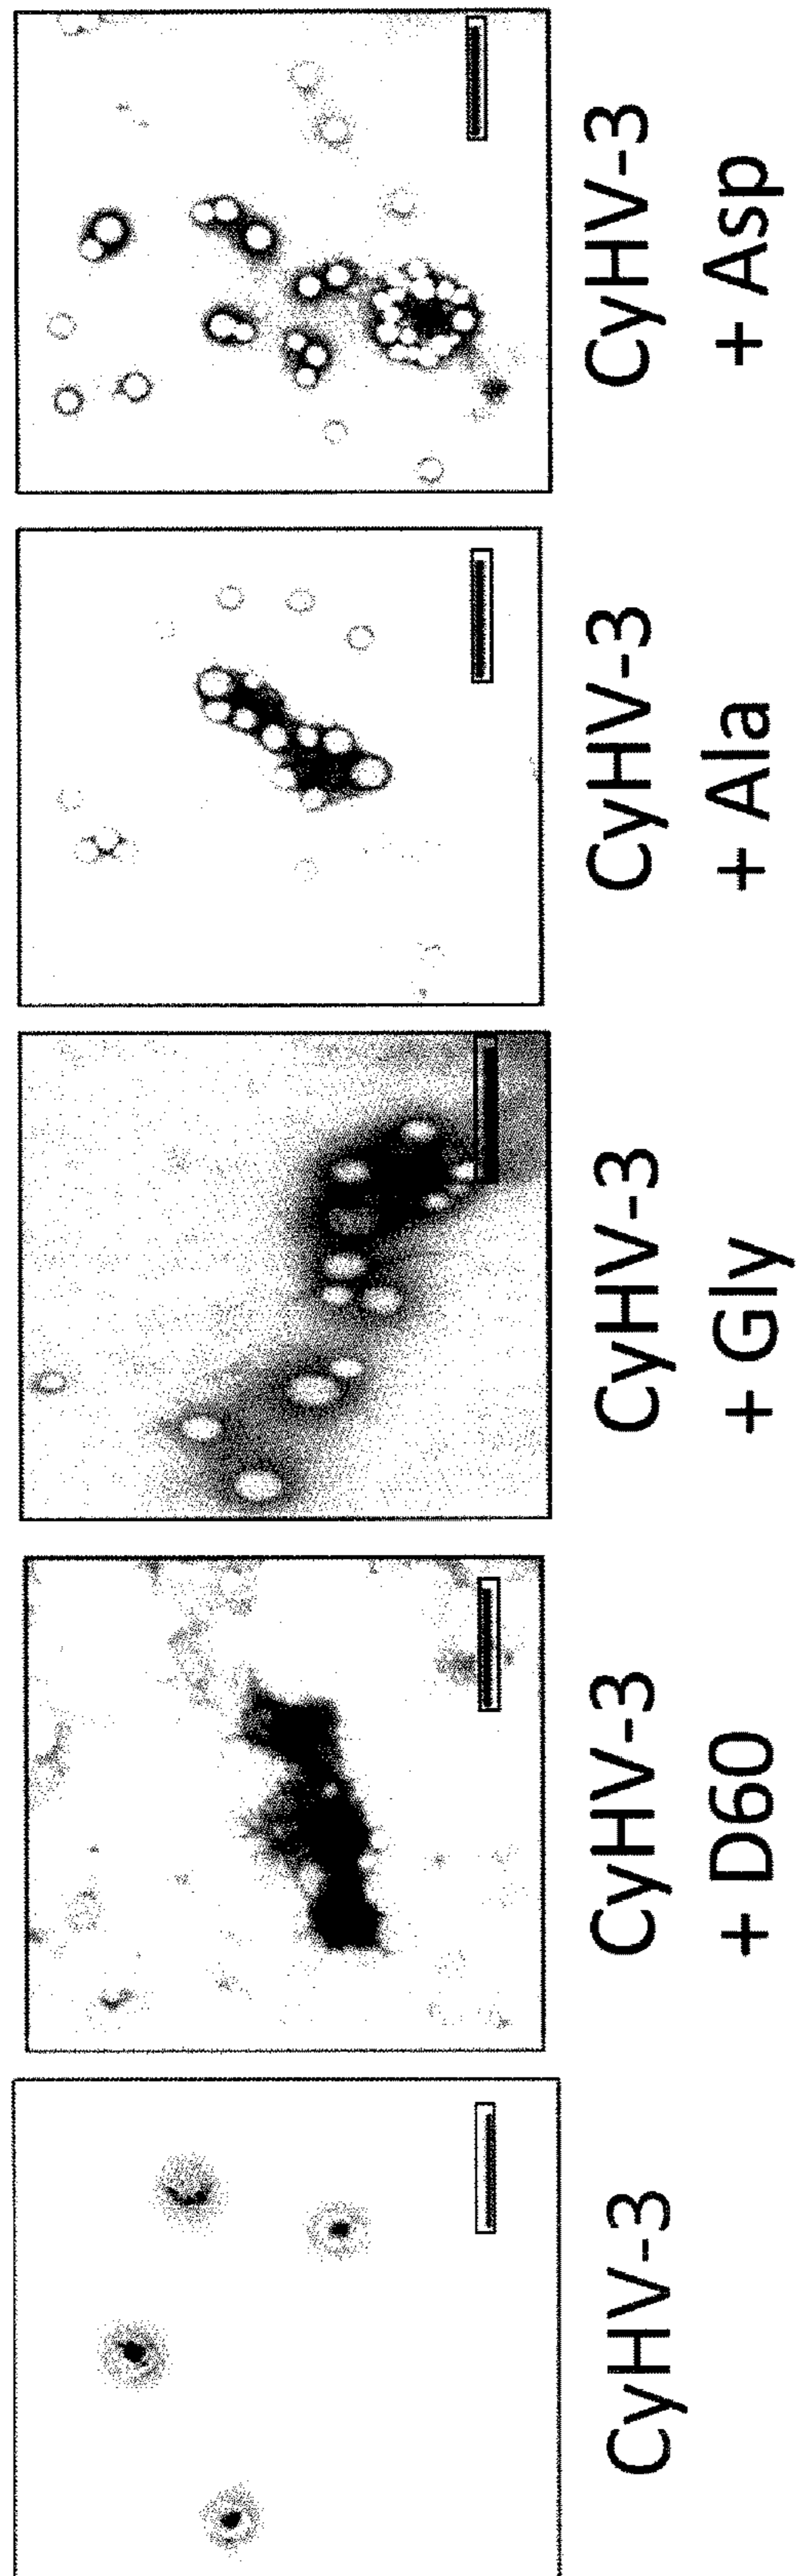 CyHV-3
CyHV-3
+ D60
CyHV-3
+ Gly
CyHV-3
+ Ala
CyHV-3
+ Asp